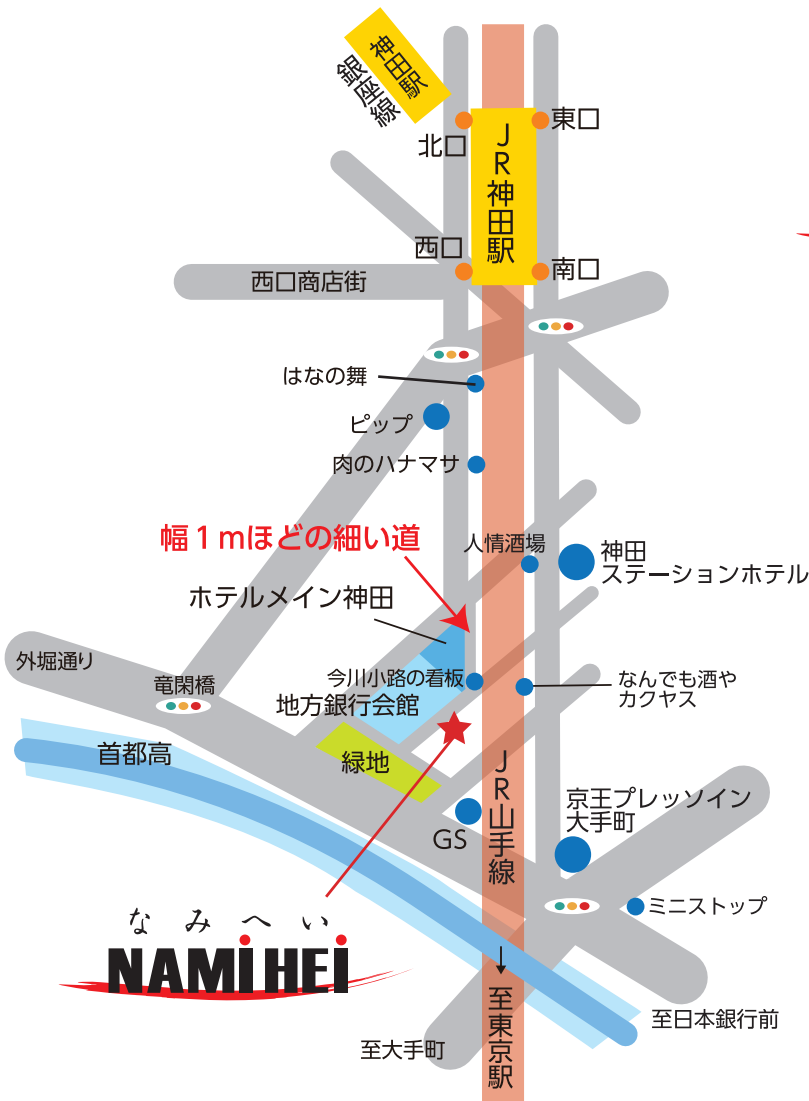 神田駅
銀座線
北口
東口
JR神田駅
西口
南口
西口商店街
はなの舞
ピップ
肉のハナマサ
幅1mほどの細い道
人情酒場
神田
ステーションホテル
ホテルメイン神田
外堀通り
竜閑橋
今川小路の看板
なんでも酒や
カクヤス
地方銀行会館
首都高
緑地
JR山手線
京王プレッソイン
大手町
GS
ミニストップ
なみへい
NAMIHEI
至東京駅
至日本銀行前
至大手町